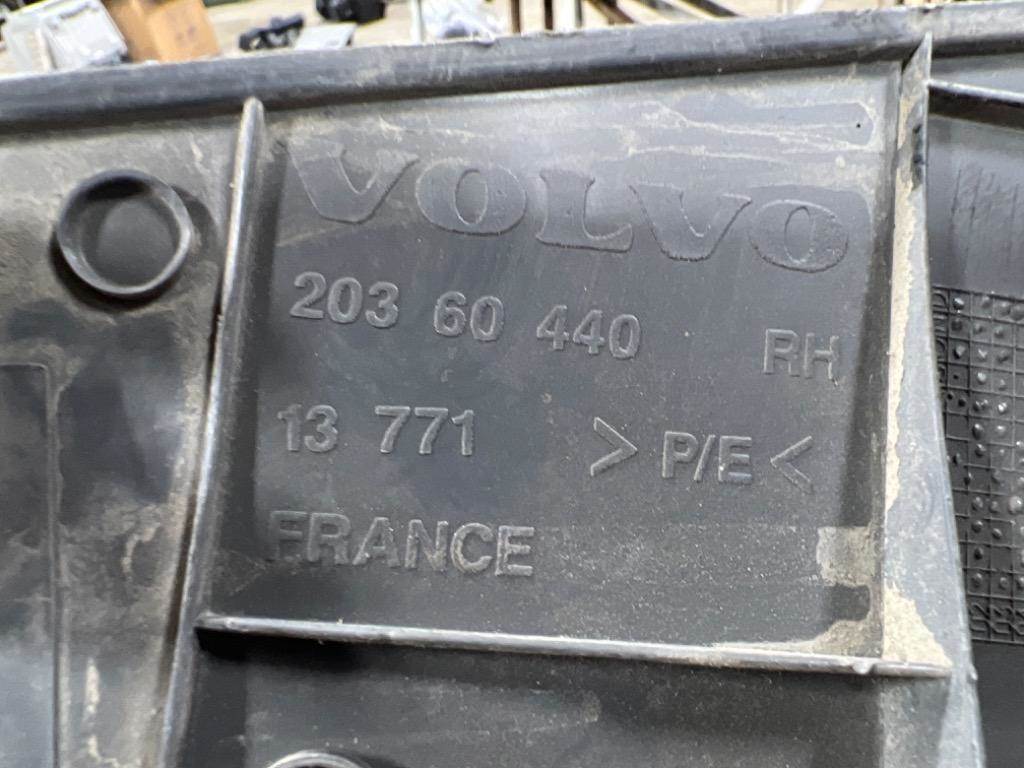 VOLVO
203 60 440 RH
13 771 > P/E <
FRANCE